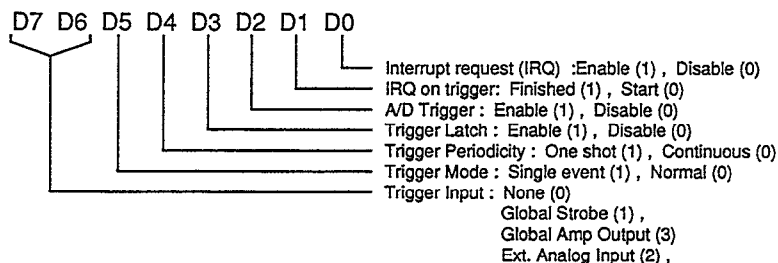 D7 D6 D5 D4 D3 D2 D1 D0
Interrupt request (IRQ) :Enable (1) , Disable (0)
IRQ on trigger: Finished (1) , Start (0)
A/D Trigger : Enable (1) , Disable (0)
Trigger Latch : Enable (1) , Disable (0)
Trigger Periodicity : One shot (1) , Continuous (0)
Trigger Mode : Single event (1) , Normal (0)
Trigger Input : None (0)
Global Strobe (1) ,
Global Amp Output (3)
Ext. Analog Input (2) ,